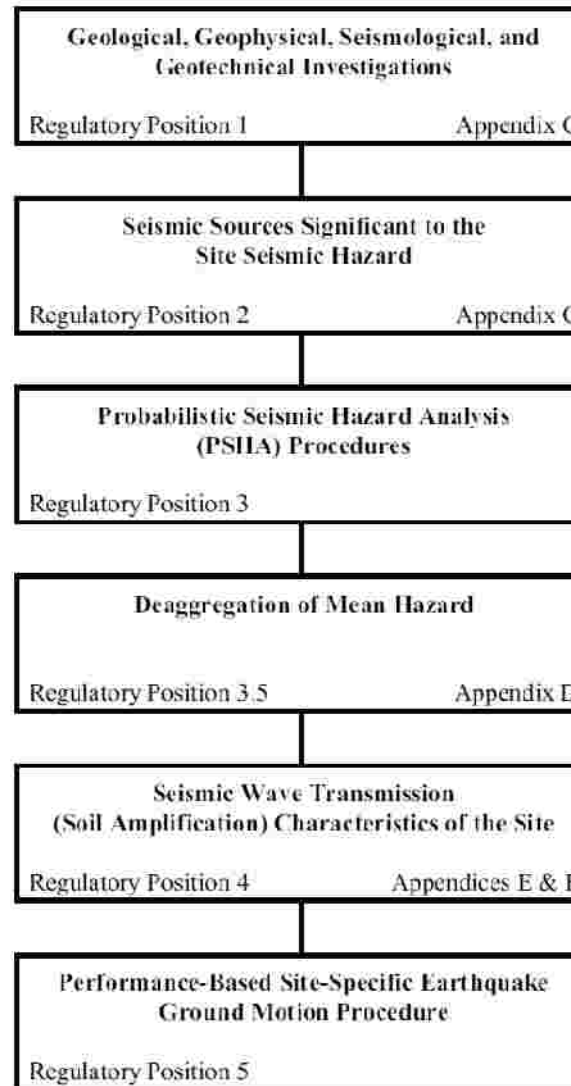 Geological, Geophysical, Seismological, and
Geotechnical Investigations
Regulatory Position 1 Appendix C
Seismic Sources Significant to the
Site Seismic Hazard
Regulatory Position 2 Appendix C
Probabilistic Seismic Hazard Analysis
(PSHA) Procedures
Regulatory Position 3
Deaggregation of Mean Hazard
Regulatory Position 3.5 Appendix D
Seismic Wave Transmission
(Soil Amplification) Characteristics of the Site
Regulatory Position 4 Appendices E &
Performance-Based Site-Specific Earthquake
Ground Motion Procedure
Regulatory Position 5